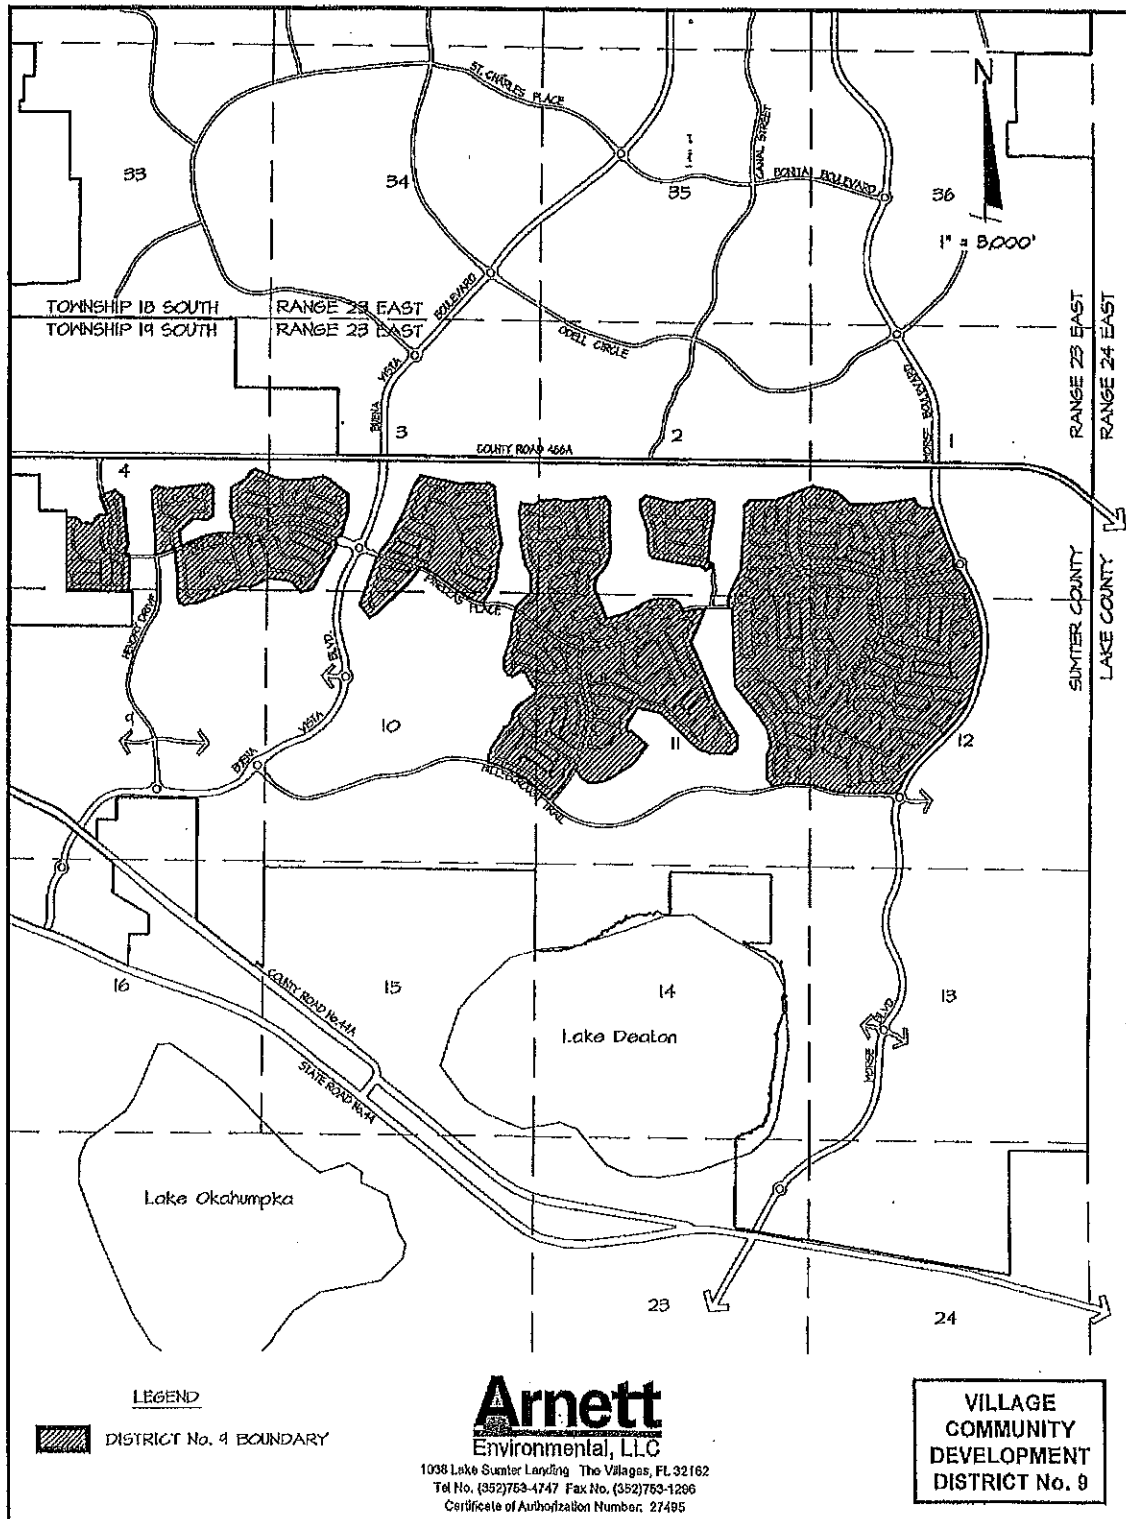 ST. CHARLES PLACE
CANAL STREET
N
33
34
35
BONITA BOULEVARD
36
1" = 3,000'
TOWNSHIP 18 SOUTH RANGE 23 EAST
TOWNSHIP 19 SOUTH RANGE 23 EAST
BUENA VISTA BOULEVARD
ODELL CIRCLE
MORSE BOULEVARD
RANGE 23 EAST
RANGE 24 EAST
3
2
1
COUNTY ROAD 466A
4
PLACE
DRIVE
SUMTER COUNTY
LAKE COUNTY
9
10
11
12
BUENA VISTA BLVD.
TRAIL
COUNTY ROAD No.44A
STATE ROAD No.44
16
15
14
13
Lake Deaton
MORSE BLVD.
Lake Okahumpka
23
24
LEGEND
DISTRICT No. 9 BOUNDARY
Arnett
Environmental, LLC
1038 Lake Sumter Landing The Villages, FL 32162
Tel No. (352)753-4747 Fax No. (352)753-1296
Certificate of Authorization Number: 27495
VILLAGE
COMMUNITY
DEVELOPMENT
DISTRICT No. 9